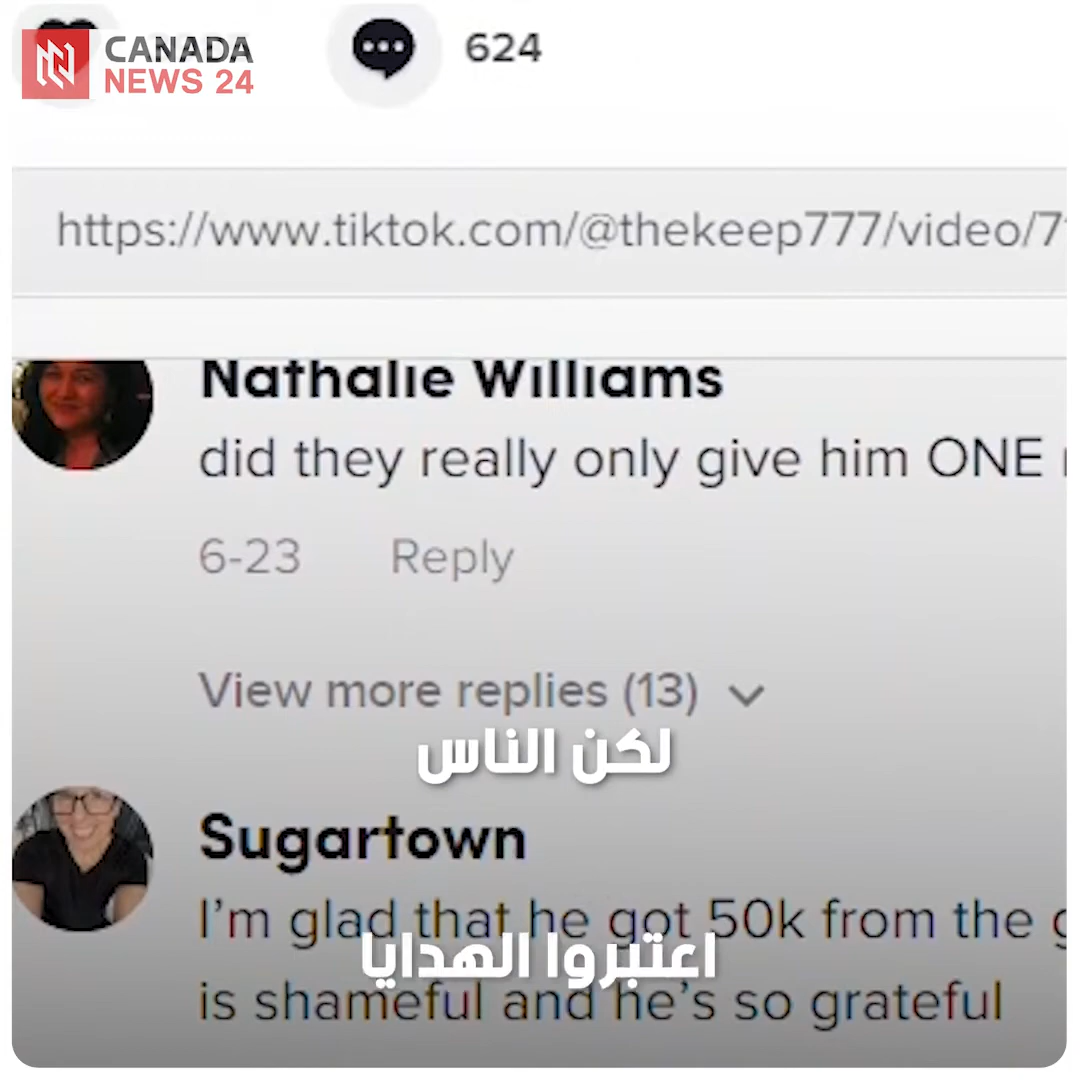 CANADA
NEWS 24
624
https://www.tiktok.com/@thekeep777/video/7
Nathalie Williams
did they really only give him ONE
6-23 Reply
View more replies (13)
لكن الناس
Sugartown
I'm glad that he got 50k from the
اعتبروا الهدايا
is shameful and he's so grateful